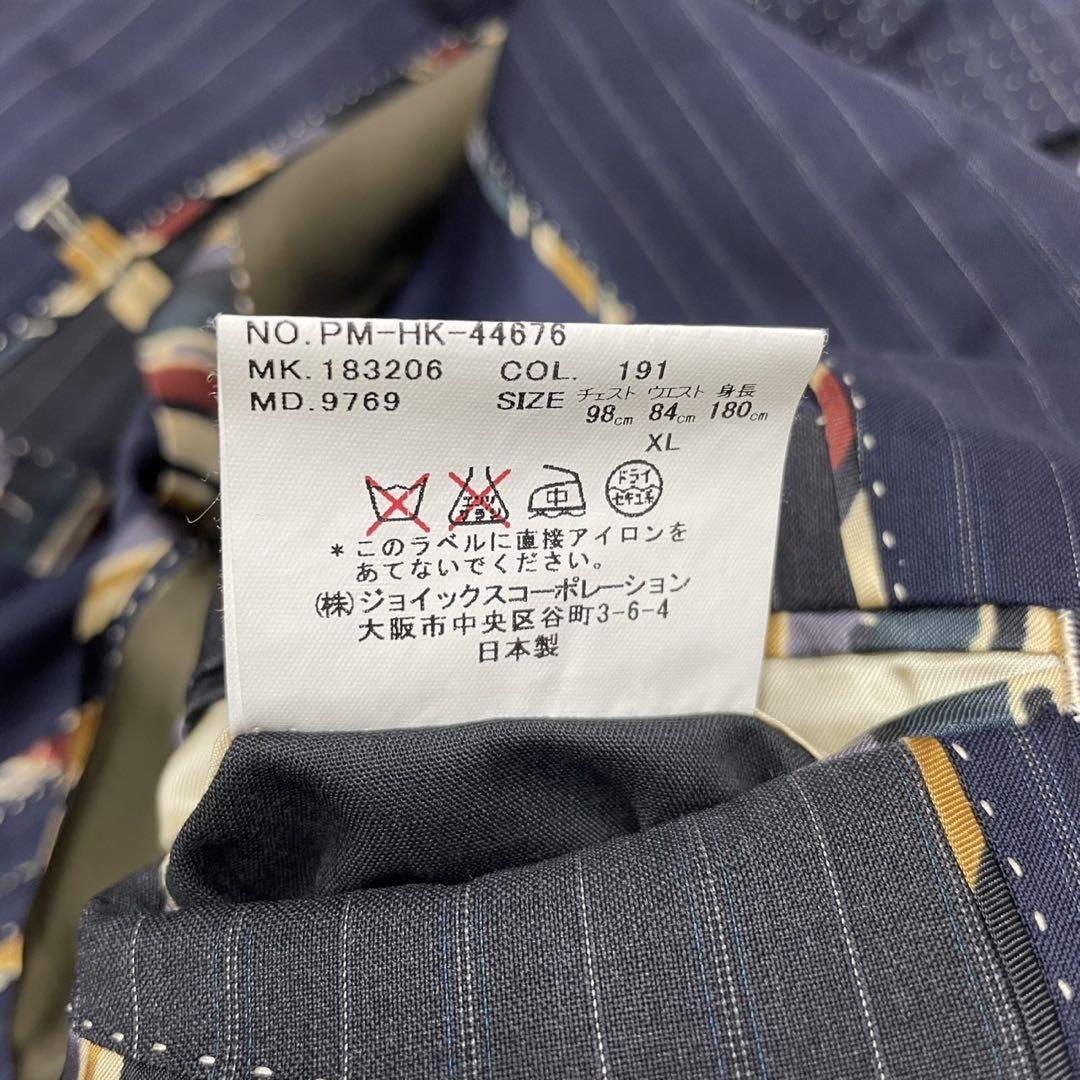 NO.PM-HK-44676
MK.183206 COL. 191
MD.9769 SIZE チェスト ウエスト 身長
98cm 84cm 180cm
XL
エンソ サラシ 中 ドライ セキユ系
*このラベルに直接アイロンを
あてないでください。
(株)ジョイックスコーポレーション
大阪市中央区谷町3-6-4
日本製